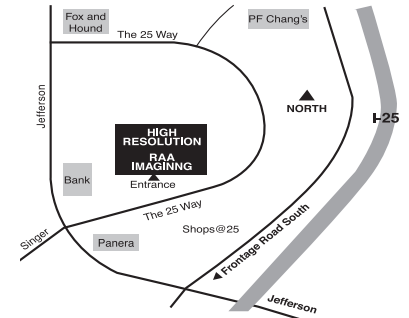 Fox and
Hound
PF Chang's
The 25 Way
Jefferson
NORTH
I-25
HIGH
RESOLUTION
RAA
IMAGINNG
Entrance
Bank
The 25 Way
Shops@25
Singer
Panera
Frontage Road South
Jefferson